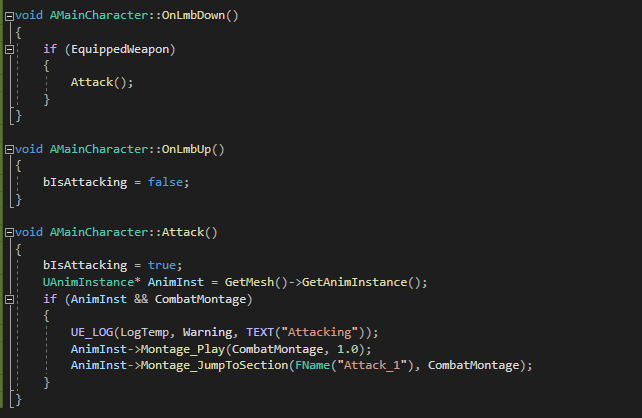 void AMainCharacter::OnLmbDown()
{
    if (EquippedWeapon)
    {
        Attack();
    }
}

void AMainCharacter::OnLmbUp()
{
    bIsAttacking = false;
}

void AMainCharacter::Attack()
{
    bIsAttacking = true;
    UAnimInstance* AnimInst = GetMesh()->GetAnimInstance();
    if (AnimInst && CombatMontage)
    {
        UE_LOG(LogTemp, Warning, TEXT("Attacking"));
        AnimInst->Montage_Play(CombatMontage, 1.0);
        AnimInst->Montage_JumpToSection(FName("Attack_1"), CombatMontage);
    }
}